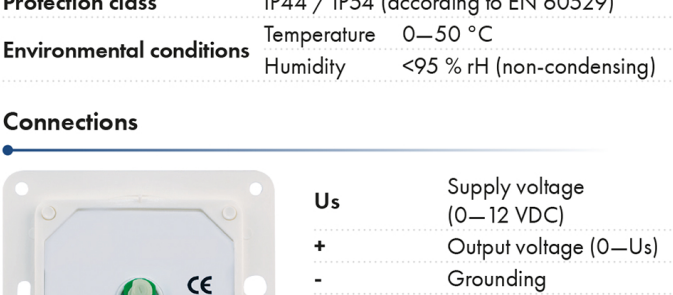 Protection class IP44 / IP54 (according to EN 60529)
Environmental conditions
Temperature 0—50 °C
Humidity <95 % rH (non-condensing)
Connections
Us Supply voltage
(0—12 VDC)
+ Output voltage (0—Us)
- Grounding
CE